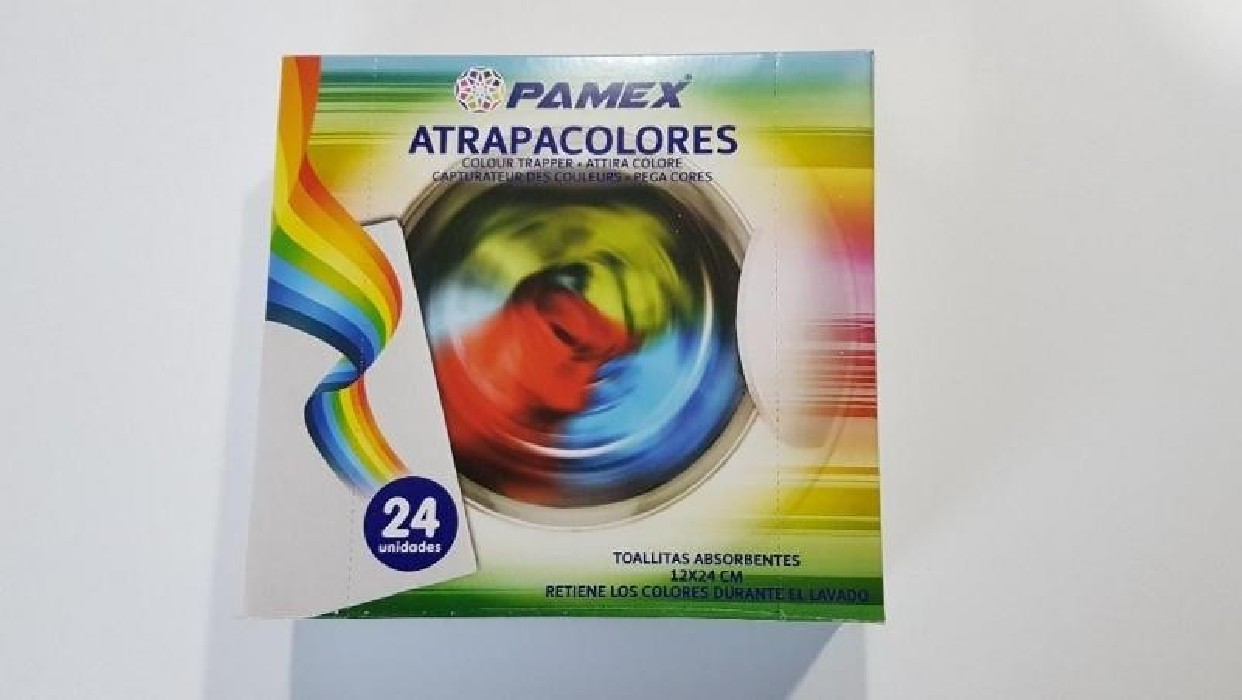 PAMEX®
ATRAPACOLORES
COLOUR TRAPPER - ATTIRA COLORE
CAPTURATEUR DES COULEURS - PEGA CORES
24
unidades
TOALLITAS ABSORBENTES
12X24 CM
RETIENE LOS COLORES DURANTE EL LAVADO